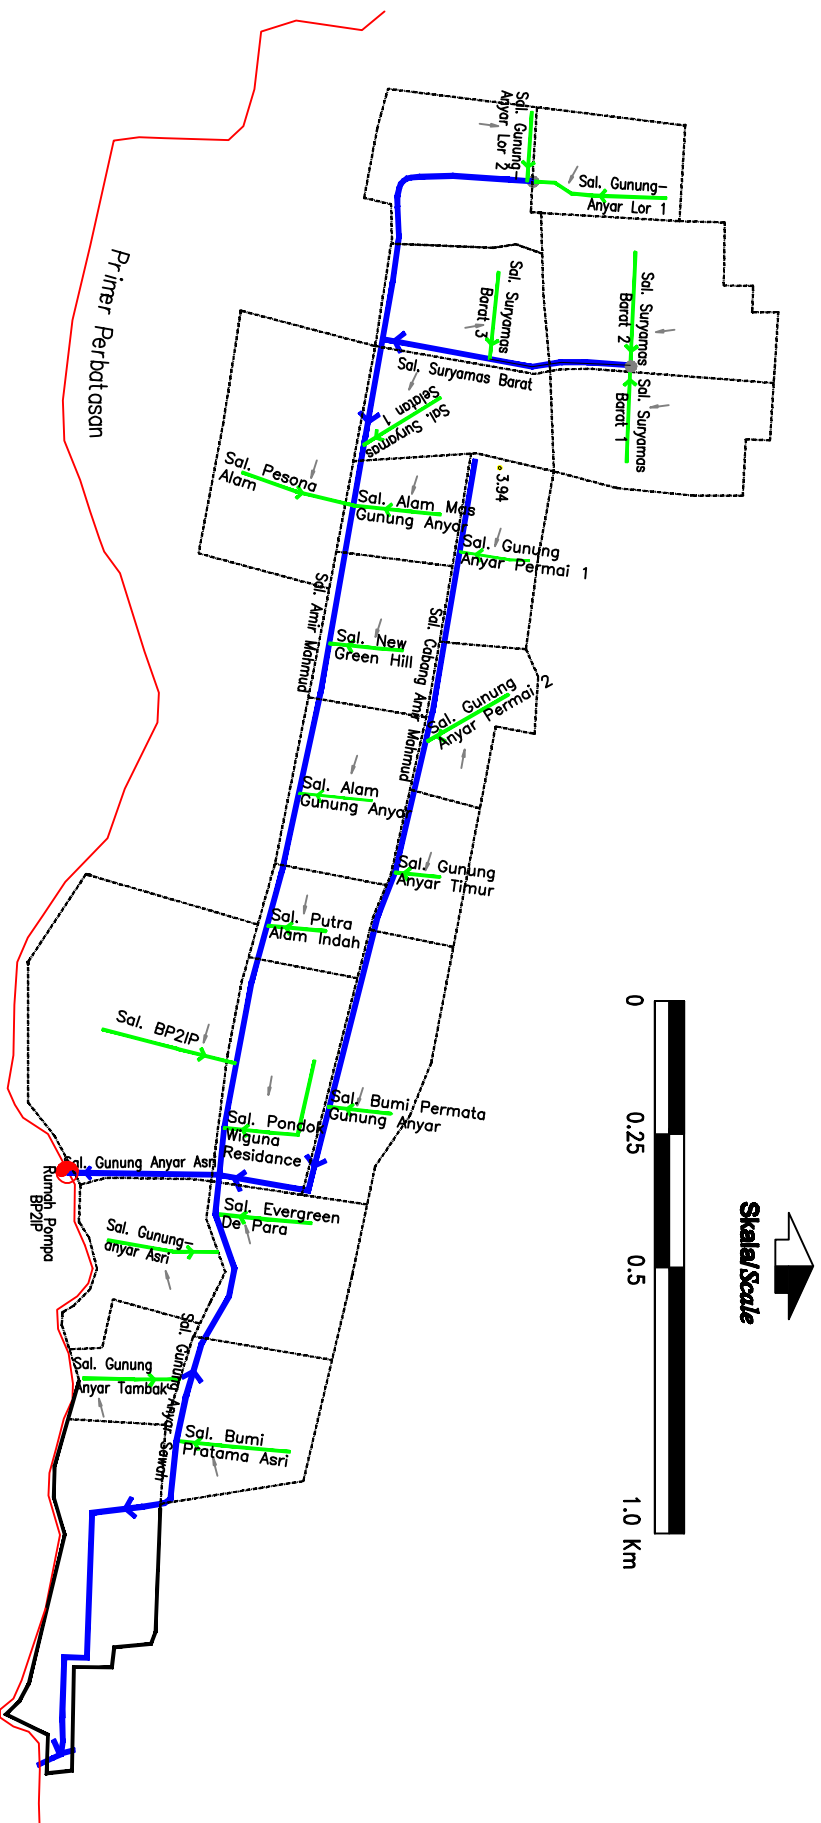 Sal. Gunung-
Anyar Lor 2
Sal. Gunung-
Anyar Lor 1
Primer Perbatasan
Sal. Suryamas
Barat 3
Sal. Suryamas
Barat 2
Sal. Suryamas
Barat 1
Sal. Suryamas Barat
Sal. Suryamas
Selatan 1
Sal. Pesona
Alam
Sal. Alam Mas
Gunung Anyar
3.94
Sal. Gunung
Anyar Permai 1
Sal. Amir Mahmud
Sal. New
Green Hill
Sal. Cabang Amir Mahmud
Sal. Gunung
Anyar Permai 2
Sal. Alam
Gunung Anyar
Sal. Gunung
Anyar Timur
Sal. Putra
Alam Indah
Sal. BP2IP
Sal. Pondok
Wiguna
Residance
Sal. Bumi Permata
Gunung Anyar
Sal. Gunung Anyar Asri
Rumah Pompa
BP2IP
Sal. Evergreen
De Para
Sal. Gunung-
anyar Asri
Sal. Gunung Anyar Sawah
Sal. Gunung
Anyar Tambak
Sal. Bumi
Pratama Asri
0
0.25
0.5
1.0 Km
Skala/Scale